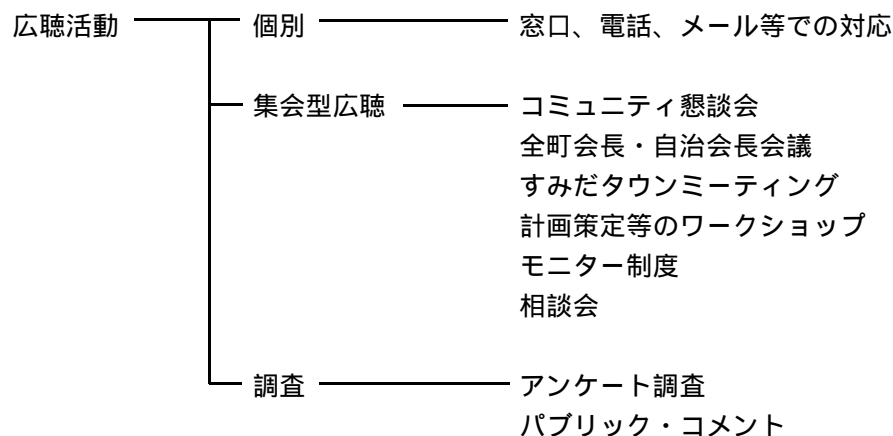 広聴活動 個別 窓口、電話、メール等での対応
集会型広聴 コミュニティ懇談会
全町会長・自治会長会議
すみだタウンミーティング
計画策定等のワークショップ
モニター制度
相談会
調査 アンケート調査
パブリック・コメント